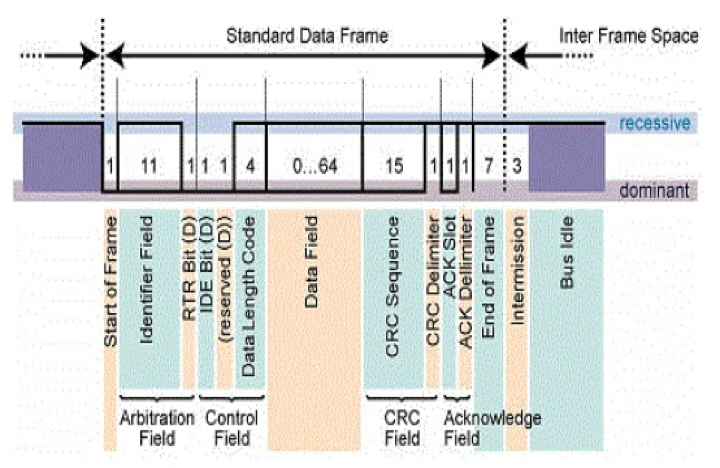 Standard Data Frame
Inter Frame Space
recessive
1 11 1 1 1 4 0...64 15 1 1 1 7 3
dominant
Start of Frame
Identifier Field
RTR Bit (D)
IDE Bit (D)
(reserved (D))
Data Length Code
Data Field
CRC Sequence
CRC Delimiter
ACK Slot
ACK Dellimiter
End of Frame
Intermission
Bus Idle
Arbitration
Field
Control
Field
CRC
Field
Acknowledge
Field